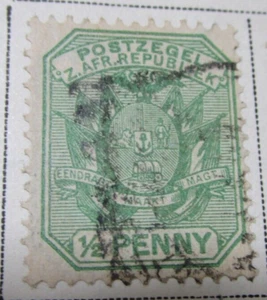 POSTZEGEL
Z. AFR. REPUBLIEK
EENDRAGT MAAKT MAGT
1/2 PENNY